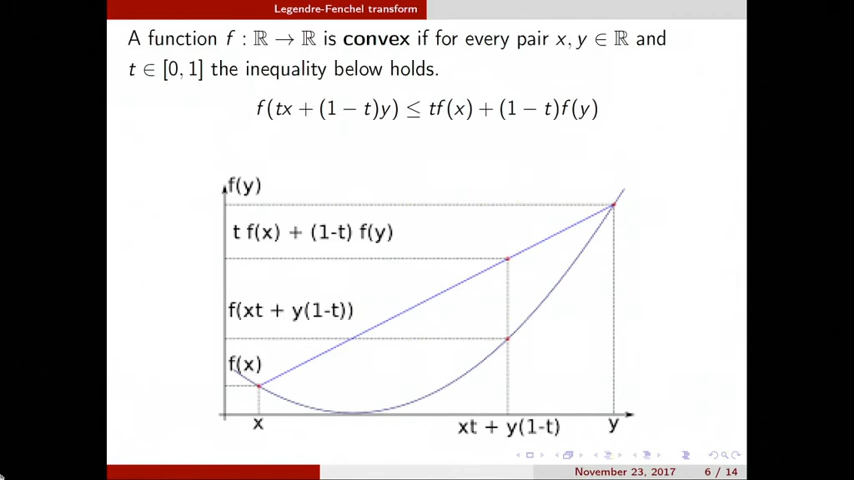 Legendre-Fenchel transform
A function f : ℝ → ℝ is convex if for every pair x, y ∈ ℝ and
t ∈ [0, 1] the inequality below holds.
f(tx + (1 − t)y) ≤ tf(x) + (1 − t)f(y)
f(y)
t f(x) + (1-t) f(y)
f(xt + y(1-t))
f(x)
x
xt + y(1-t)
y
November 23, 2017
6 / 14